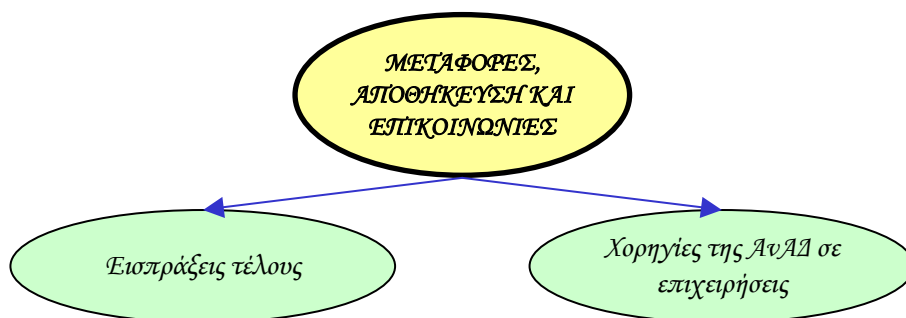 ΜΕΤΑΦΟΡΕΣ,
ΑΠΟΘΗΚΕΥΣΗ ΚΑΙ
ΕΠΙΚΟΙΝΩΝΙΕΣ
Εισπράξεις τέλους
Χορηγίες της ΑνΑΔ σε
επιχειρήσεις